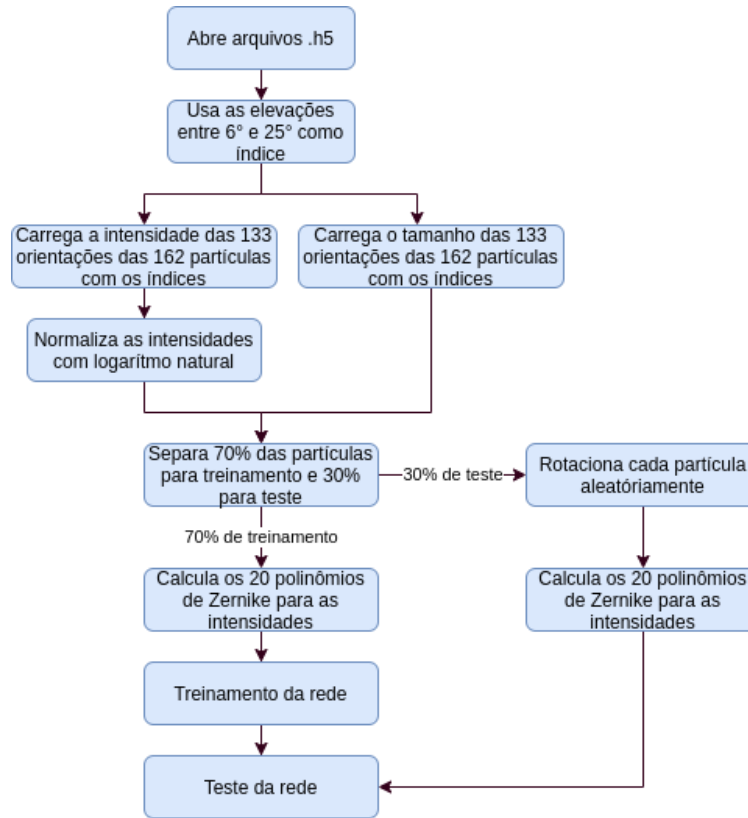 Abre arquivos .h5
Usa as elevações
entre 6° e 25° como
índice
Carrega a intensidade das 133
orientações das 162 partículas
com os índices
Carrega o tamanho das 133
orientações das 162 partículas
com os índices
Normaliza as intensidades
com logarítmo natural
Separa 70% das partículas
para treinamento e 30%
para teste
30% de teste
Rotaciona cada partícula
aleatóriamente
70% de treinamento
Calcula os 20 polinômios
de Zernike para as
intensidades
Calcula os 20 polinômios
de Zernike para as
intensidades
Treinamento da rede
Teste da rede